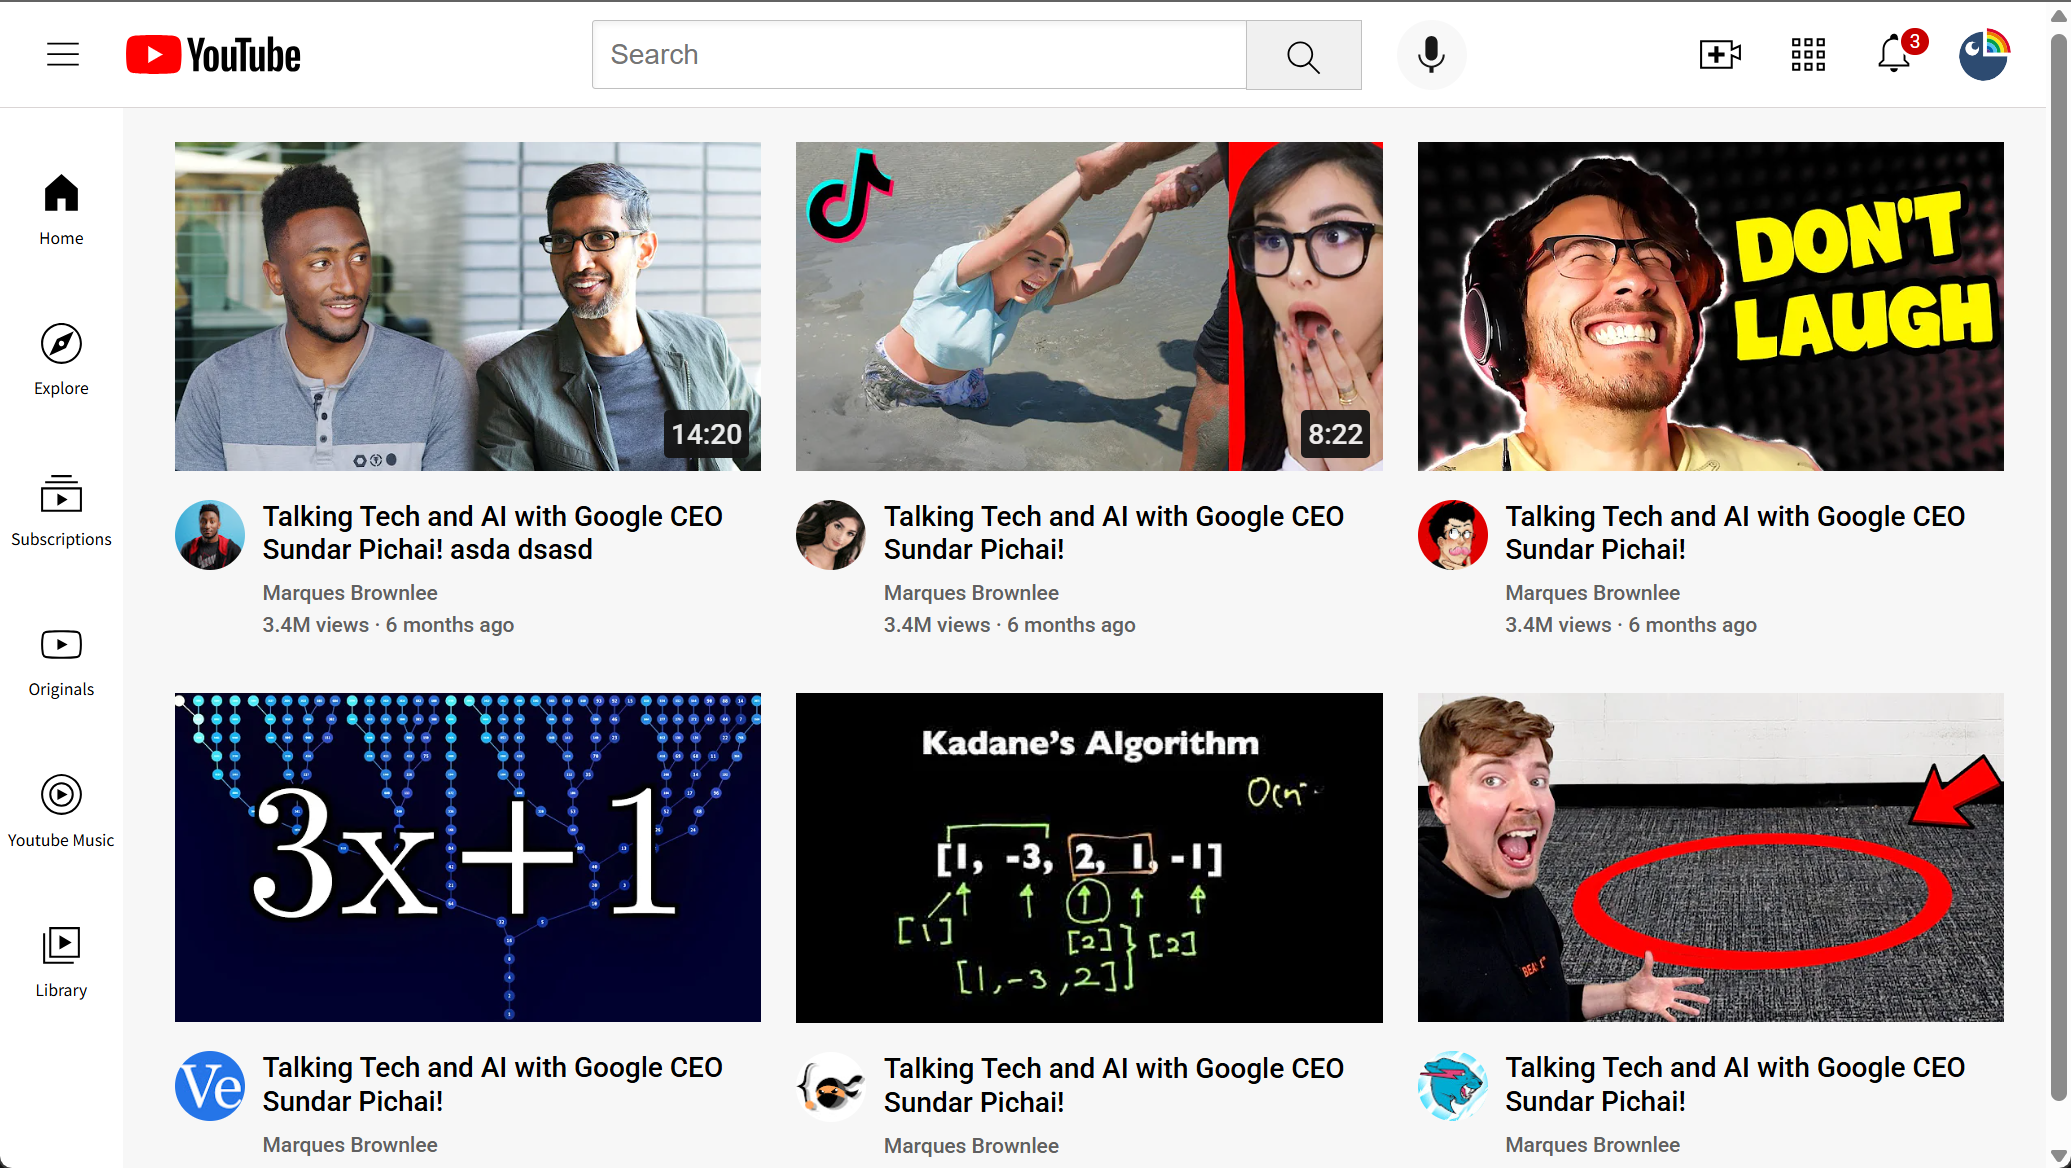 YouTube
Search
3
Home
Explore
Subscriptions
Originals
Youtube Music
Library
14:20
8:22
DON'T
LAUGH
Talking Tech and AI with Google CEO
Sundar Pichai! asda dsasd
Marques Brownlee
3.4M views · 6 months ago
Talking Tech and AI with Google CEO
Sundar Pichai!
Marques Brownlee
3.4M views · 6 months ago
Talking Tech and AI with Google CEO
Sundar Pichai!
Marques Brownlee
3.4M views · 6 months ago
3x+1
Kadane's Algorithm
[1, -3, 2, 1, -1]
[1]
[2]
[2]
[1,-3,2]
Ve
Talking Tech and AI with Google CEO
Sundar Pichai!
Marques Brownlee
Talking Tech and AI with Google CEO
Sundar Pichai!
Marques Brownlee
Talking Tech and AI with Google CEO
Sundar Pichai!
Marques Brownlee